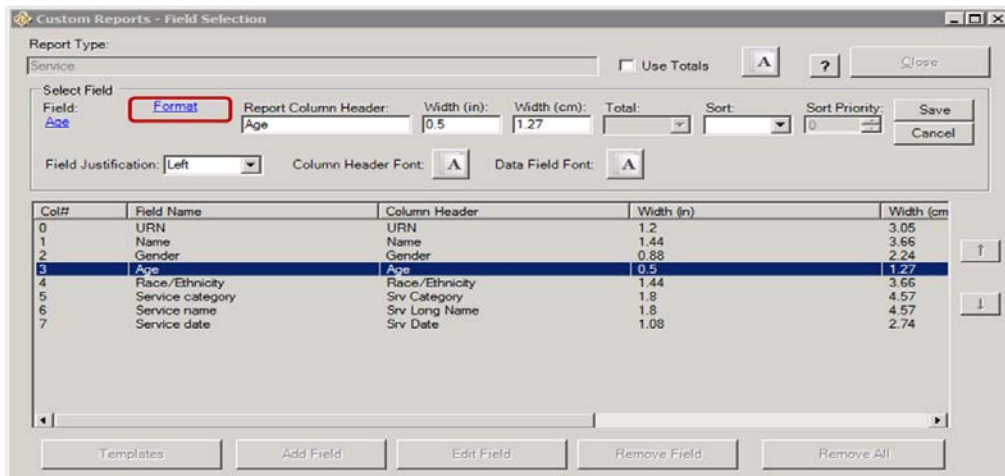 Custom Reports - Field Selection
Report Type:
Service
Use Totals
A
?
Close
Select Field
Field: Format Report Column Header: Width (in): Width (cm): Total: Sort: Sort Priority:
Age Age 0.5 1.27 0
Save
Cancel
Field Justification: Left Column Header Font: A Data Field Font: A
Col# Field Name Column Header Width (in) Width (cm
0 URN URN 1.2 3.05
1 Name Name 1.44 3.66
2 Gender Gender 0.88 2.24
3 Age Age 0.5 1.27
4 Race/Ethnicity Race/Ethnicity 1.44 3.66
5 Service category Srv Category 1.8 4.57
6 Service name Srv Long Name 1.8 4.57
7 Service date Srv Date 1.08 2.74
Templates Add Field Edit Field Remove Field Remove All